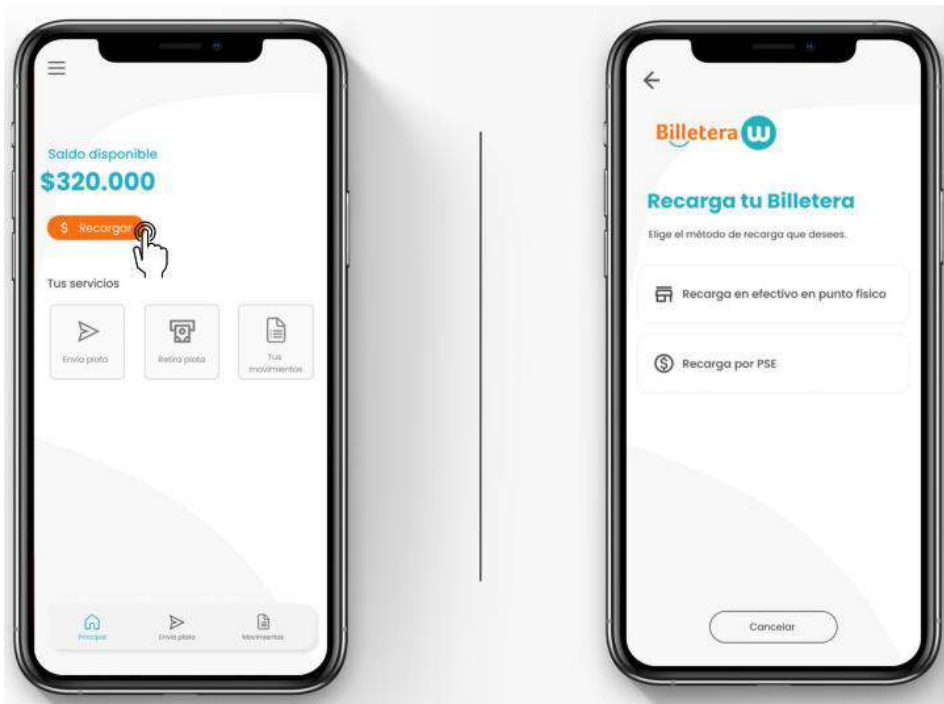 Saldo disponible
$320.000
$ Recargar
Tus servicios
Envía plata
Retira plata
Tus
movimientos
Principal
Envía plata
Movimientos
Billetera W
Recarga tu Billetera
Elige el método de recarga que desees.
Recarga en efectivo en punto físico
$ Recarga por PSE
Cancelar